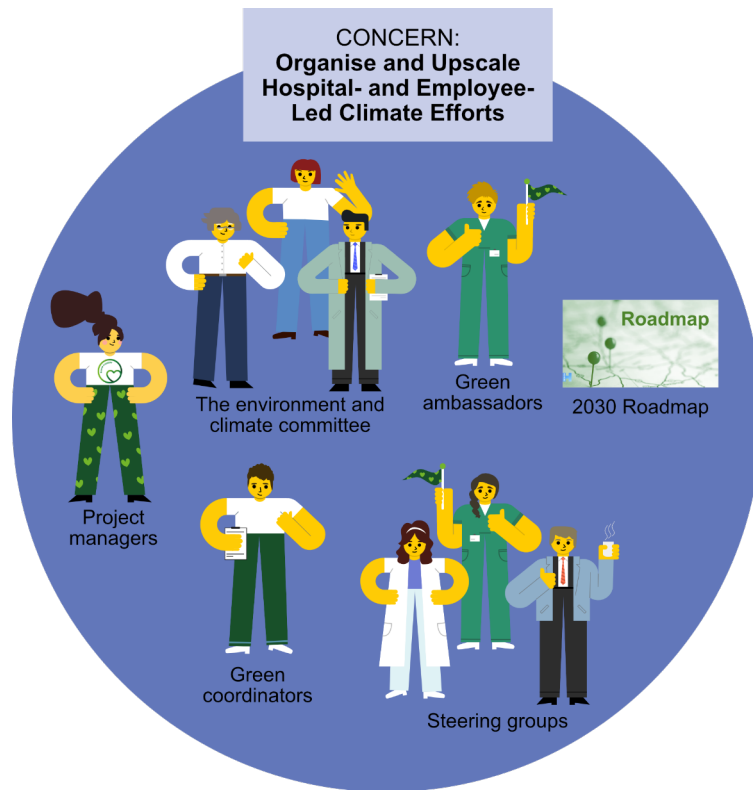 CONCERN:
Organise and Upscale
Hospital- and Employee-
Led Climate Efforts
Roadmap
The environment and
climate committee
Green
ambassadors
2030 Roadmap
Project
managers
Green
coordinators
Steering groups